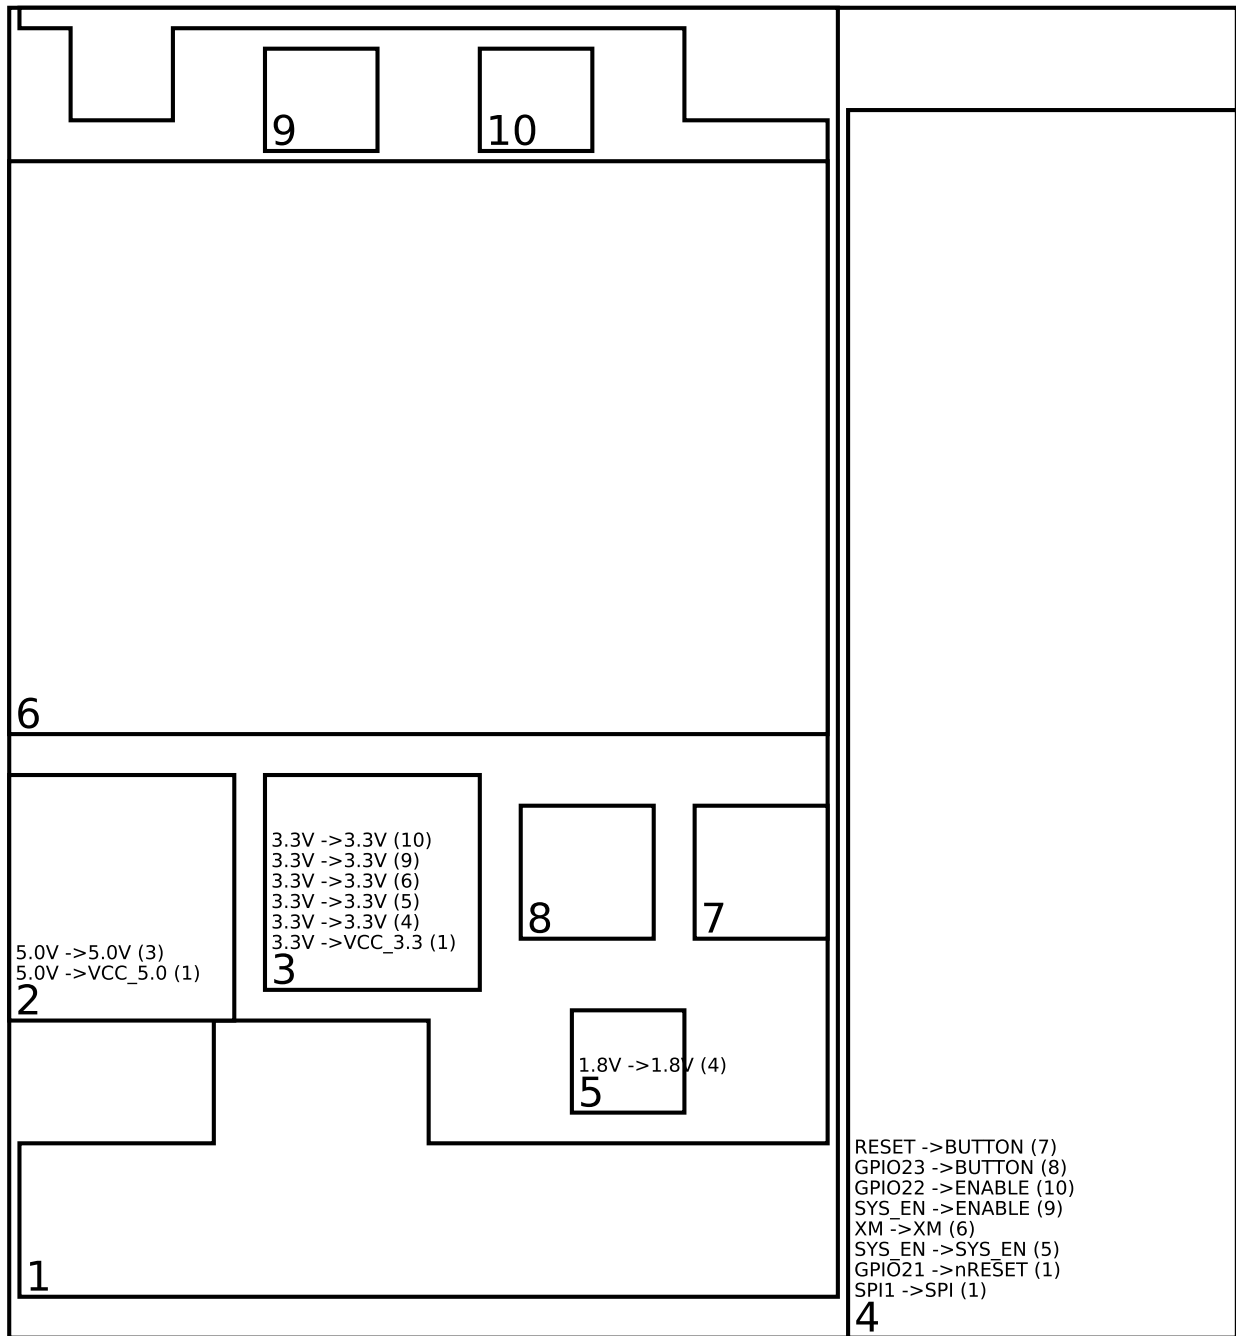 9
10
6
3.3V ->3.3V (10)
3.3V ->3.3V (9)
3.3V ->3.3V (6)
3.3V ->3.3V (5)
3.3V ->3.3V (4)
3.3V ->VCC_3.3 (1)
3
8
7
5.0V ->5.0V (3)
5.0V ->VCC_5.0 (1)
2
1.8V ->1.8V (4)
5
1
RESET ->BUTTON (7)
GPIO23 ->BUTTON (8)
GPIO22 ->ENABLE (10)
SYS_EN ->ENABLE (9)
XM ->XM (6)
SYS_EN ->SYS_EN (5)
GPIO21 ->nRESET (1)
SPI1 ->SPI (1)
4